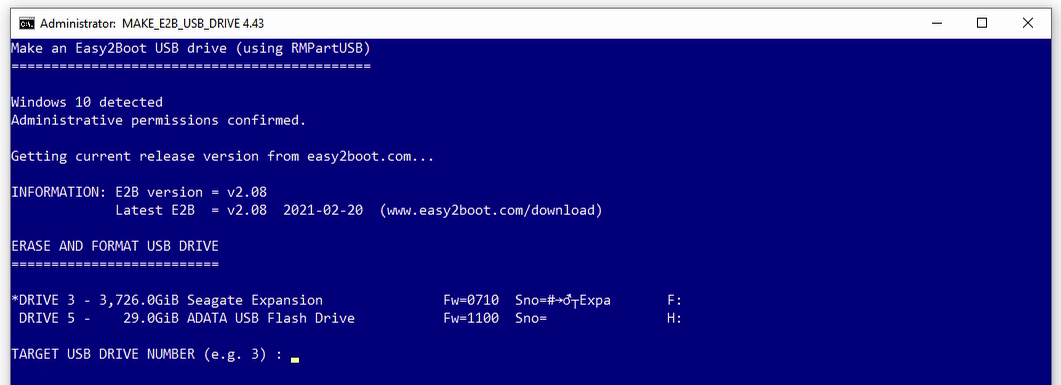 Administrator: MAKE_E2B_USB_DRIVE 4.43
Make an Easy2Boot USB drive (using RMPartUSB)
=============================================
Windows 10 detected
Administrative permissions confirmed.
Getting current release version from easy2boot.com...
INFORMATION: E2B version = v2.08
Latest E2B  = v2.08  2021-02-20  (www.easy2boot.com/download)
ERASE AND FORMAT USB DRIVE
==========================
*DRIVE 3 - 3,726.0GiB Seagate Expansion Fw=0710 Sno=#→♂┬Expa F:
DRIVE 5 -    29.0GiB ADATA USB Flash Drive Fw=1100 Sno= H:
TARGET USB DRIVE NUMBER (e.g. 3) :